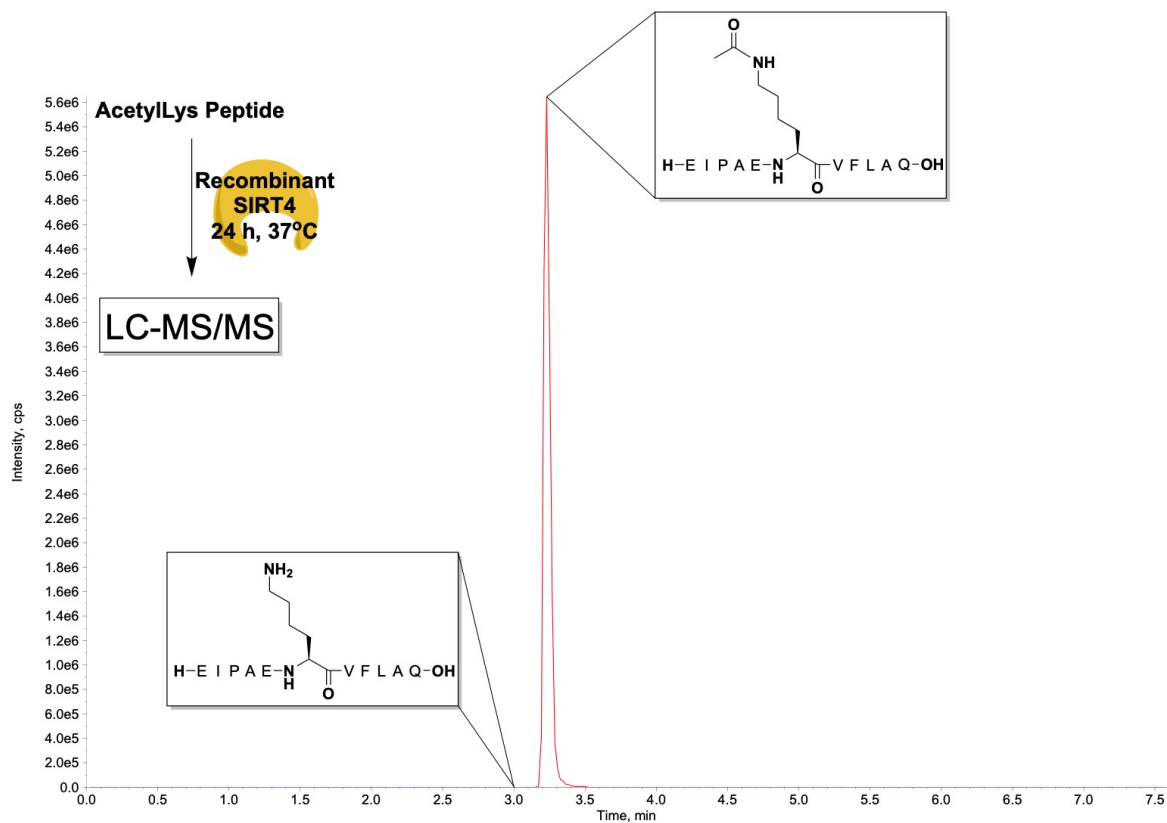 AcetylLys Peptide
Recombinant
SIRT4
24 h, 37°C
LC-MS/MS
O
NH
H–E I P A E–N
H
O
V F L A Q–OH
NH2
H–E I P A E–N
H
O
V F L A Q–OH
Intensity, cps
5.6e6
5.4e6
5.2e6
5.0e6
4.8e6
4.6e6
4.4e6
4.2e6
4.0e6
3.8e6
3.6e6
3.4e6
3.2e6
3.0e6
2.8e6
2.6e6
2.4e6
2.2e6
2.0e6
1.8e6
1.6e6
1.4e6
1.2e6
1.0e6
8.0e5
6.0e5
4.0e5
2.0e5
0.0
0.0 0.5 1.0 1.5 2.0 2.5 3.0 3.5 4.0 4.5 5.0 5.5 6.0 6.5 7.0 7.5
Time, min